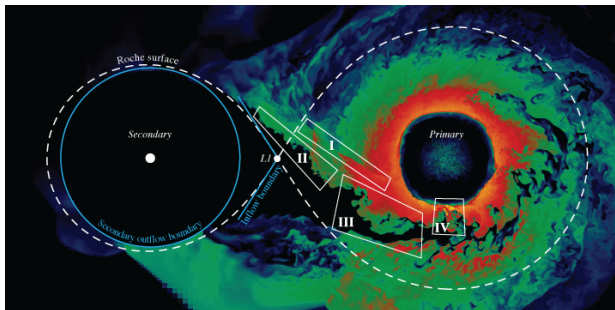 Roche surface
Secondary
Primary
L1
I
II
III
IV
Inflow boundary
Secondary outflow boundary